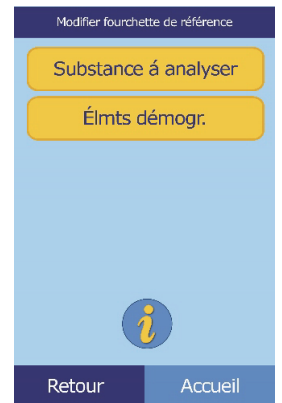 Modifier fourchette de référence
Substance á analyser
Élmts démogr.
i
Retour
Accueil